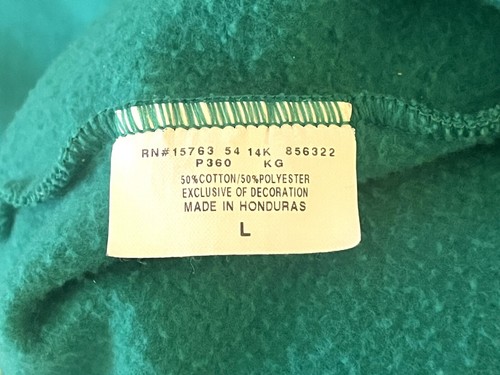 RN#15763 54 14K 856322
P360 KG
50%COTTON/50%POLYESTER
EXCLUSIVE OF DECORATION
MADE IN HONDURAS
L